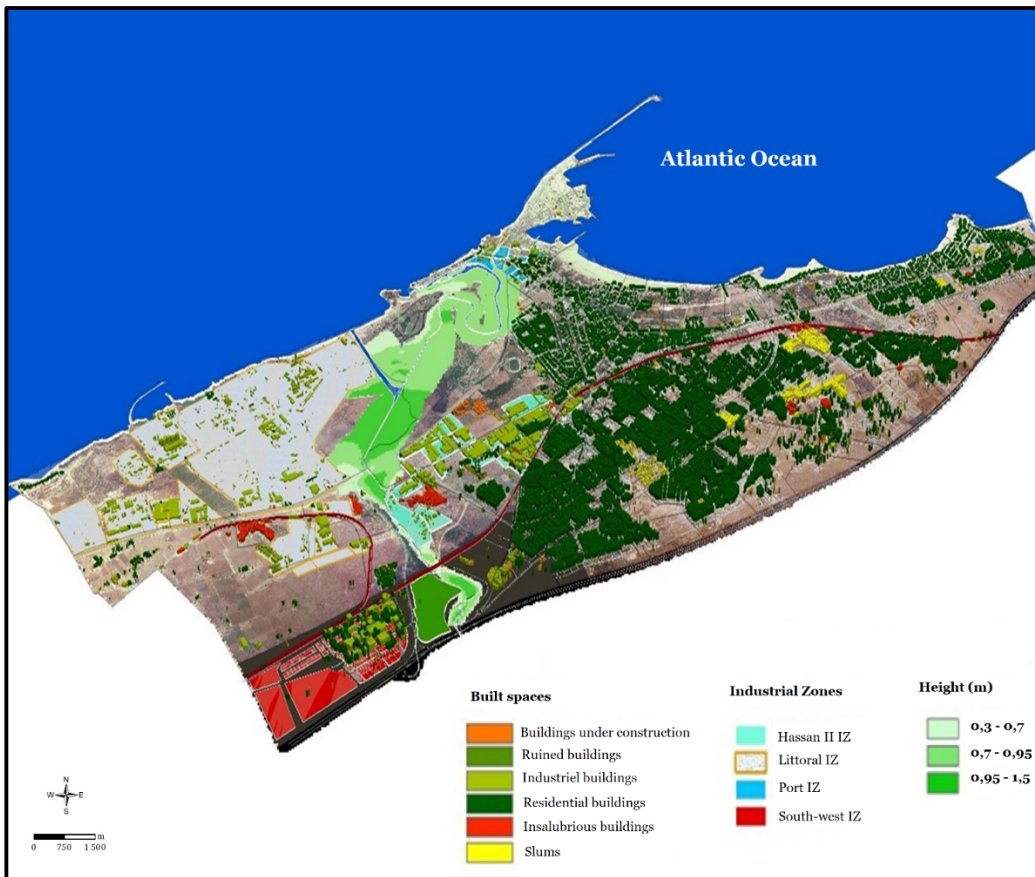 Atlantic Ocean
Built spaces
Buildings under construction
Ruined buildings
Industriel buildings
Residential buildings
Insalubrious buildings
Slums
Industrial Zones
Hassan II IZ
Littoral IZ
Port IZ
South-west IZ
Height (m)
0,3 - 0,7
0,7 - 0,95
0,95 - 1,5
N
W E
S
m
0 750 1 500